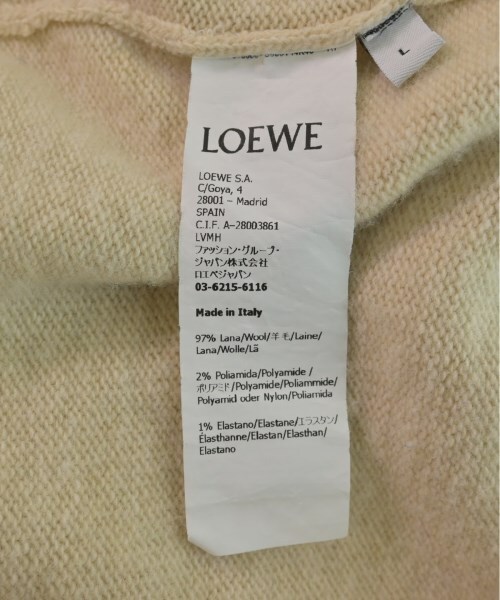 L
LOEWE
LOEWE S.A.
C/Goya, 4
28001 – Madrid
SPAIN
C.I.F. A-28003861
LVMH
ファッション・グループ・
ジャパン株式会社
ロエベジャパン
03-6215-6116
Made in Italy
97% Lana/Wool/羊毛/Laine/
Lana/Wolle/Lã
2% Poliamida/Polyamide /
ポリアミド/Polyamide/Poliammide/
Polyamid oder Nylon/Poliamida
1% Elastano/Elastane/エラスタン/
Élasthanne/Elastan/Elasthan/
Elastano